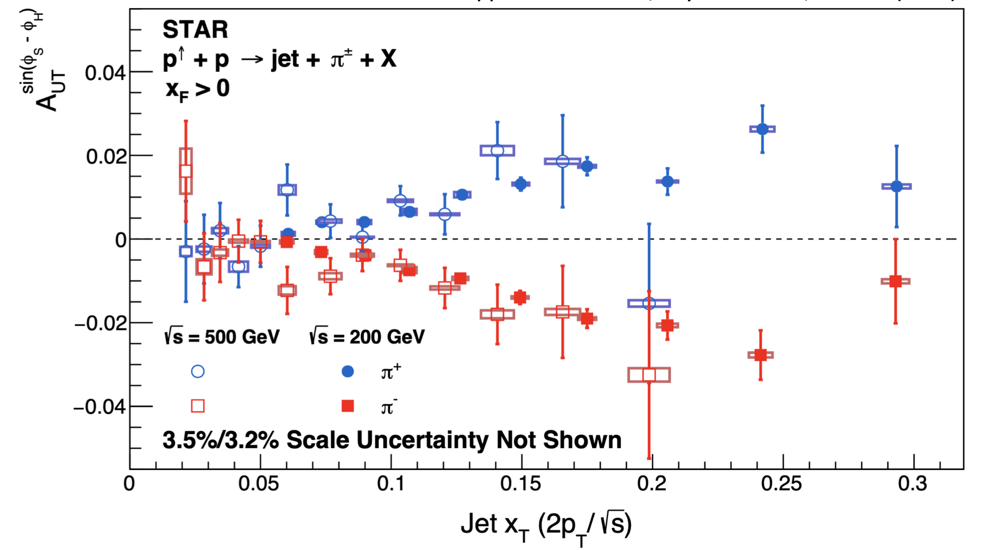 STAR
p↑ + p → jet + π± + X
xF > 0
A_UT^sin(ϕS - ϕH)
0.04
0.02
0
−0.02
−0.04
√s = 500 GeV √s = 200 GeV
π+
π-
3.5%/3.2% Scale Uncertainty Not Shown
0 0.05 0.1 0.15 0.2 0.25 0.3
Jet xT (2pT/√s)